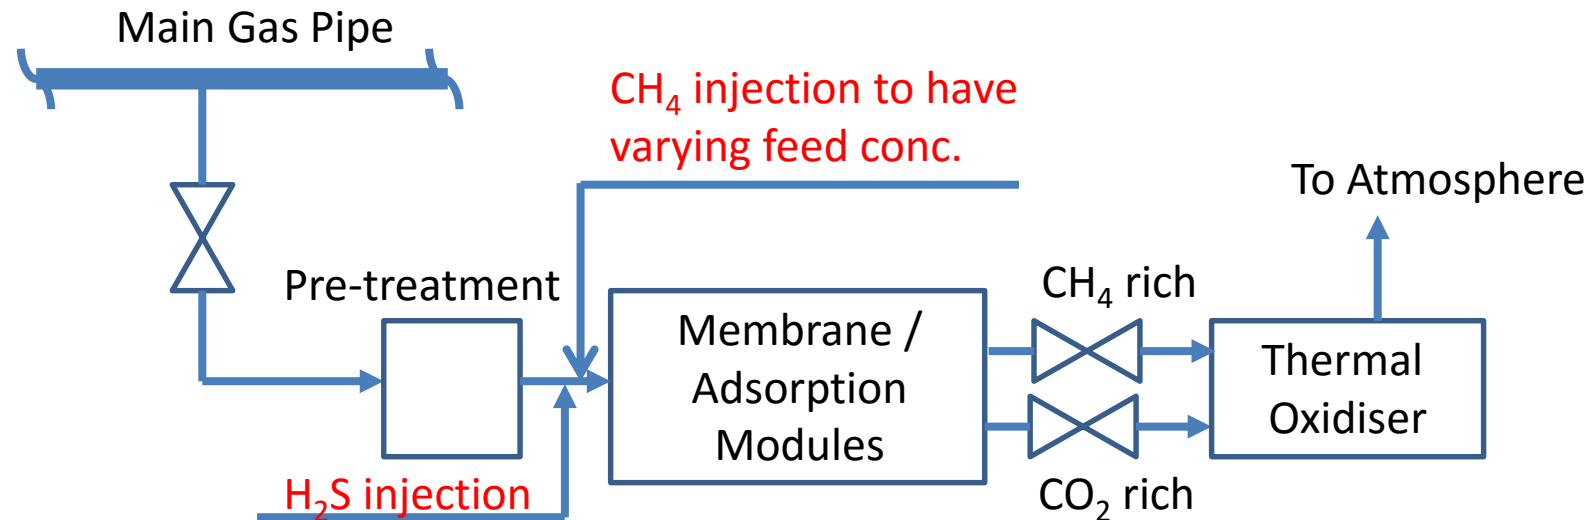 Main Gas Pipe
CH₄ injection to have
varying feed conc.
To Atmosphere
Pre-treatment
CH₄ rich
Membrane /
Adsorption
Modules
Thermal
Oxidiser
H₂S injection
CO₂ rich